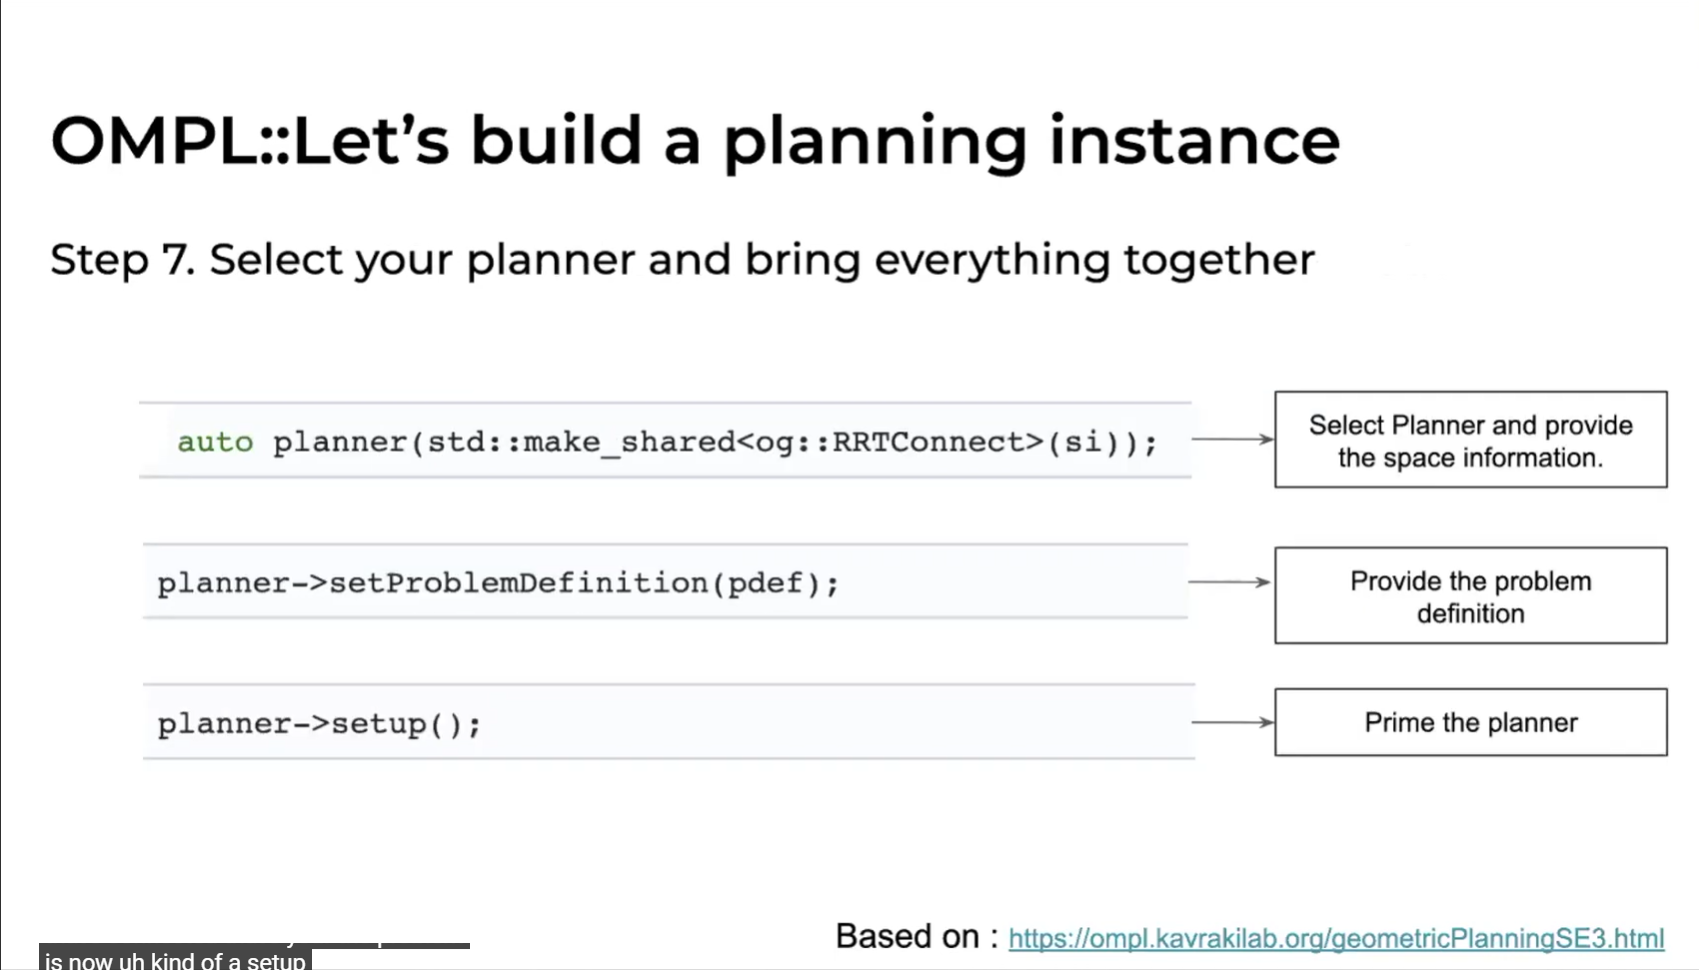 OMPL::Let’s build a planning instance
Step 7. Select your planner and bring everything together
auto planner(std::make_shared<og::RRTConnect>(si));
Select Planner and provide
the space information.
planner->setProblemDefinition(pdef);
Provide the problem
definition
planner->setup();
Prime the planner
Based on : https://ompl.kavrakilab.org/geometricPlanningSE3.html
is now uh kind of a setup